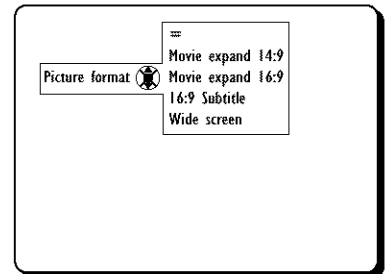 Movie expand 14:9
Picture format Movie expand 16:9
16:9 Subtitle
Wide screen